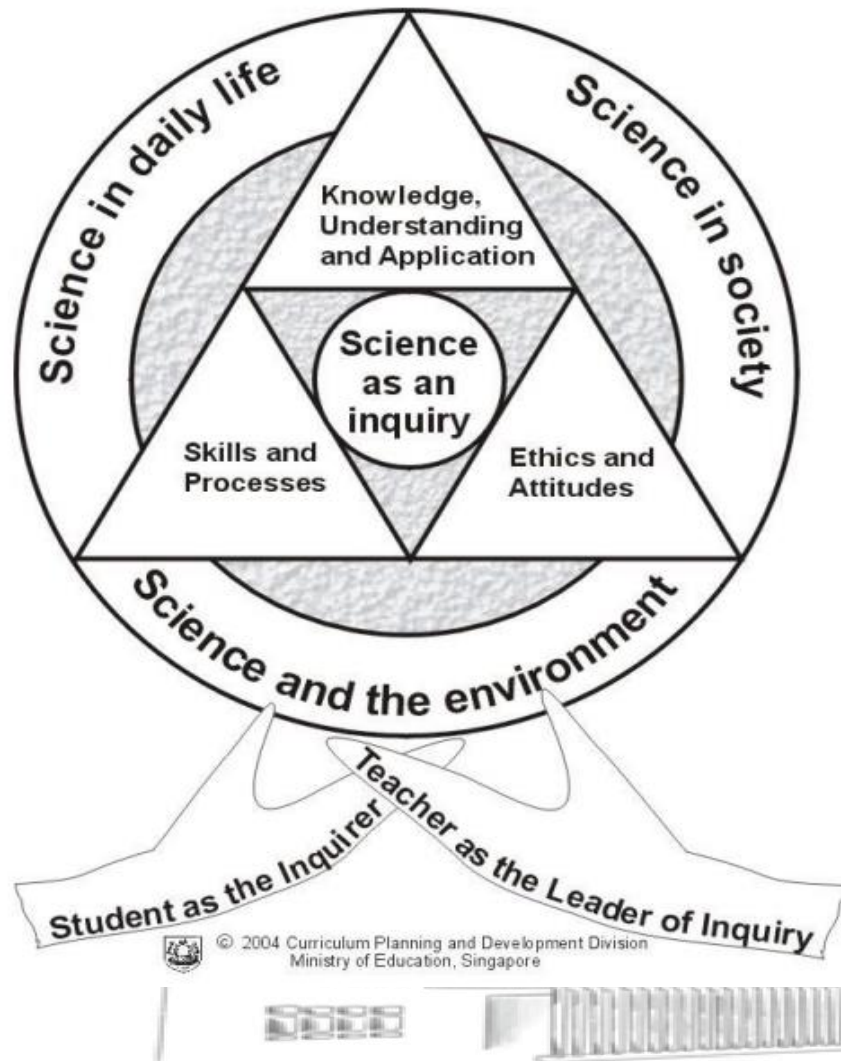 Science in daily life
Science in society
Knowledge,
Understanding
and Application
Science
as an
inquiry
Skills and
Processes
Ethics and
Attitudes
Science and the environment
Student as the Inquirer
Teacher as the Leader of Inquiry
© 2004 Curriculum Planning and Development Division
Ministry of Education, Singapore